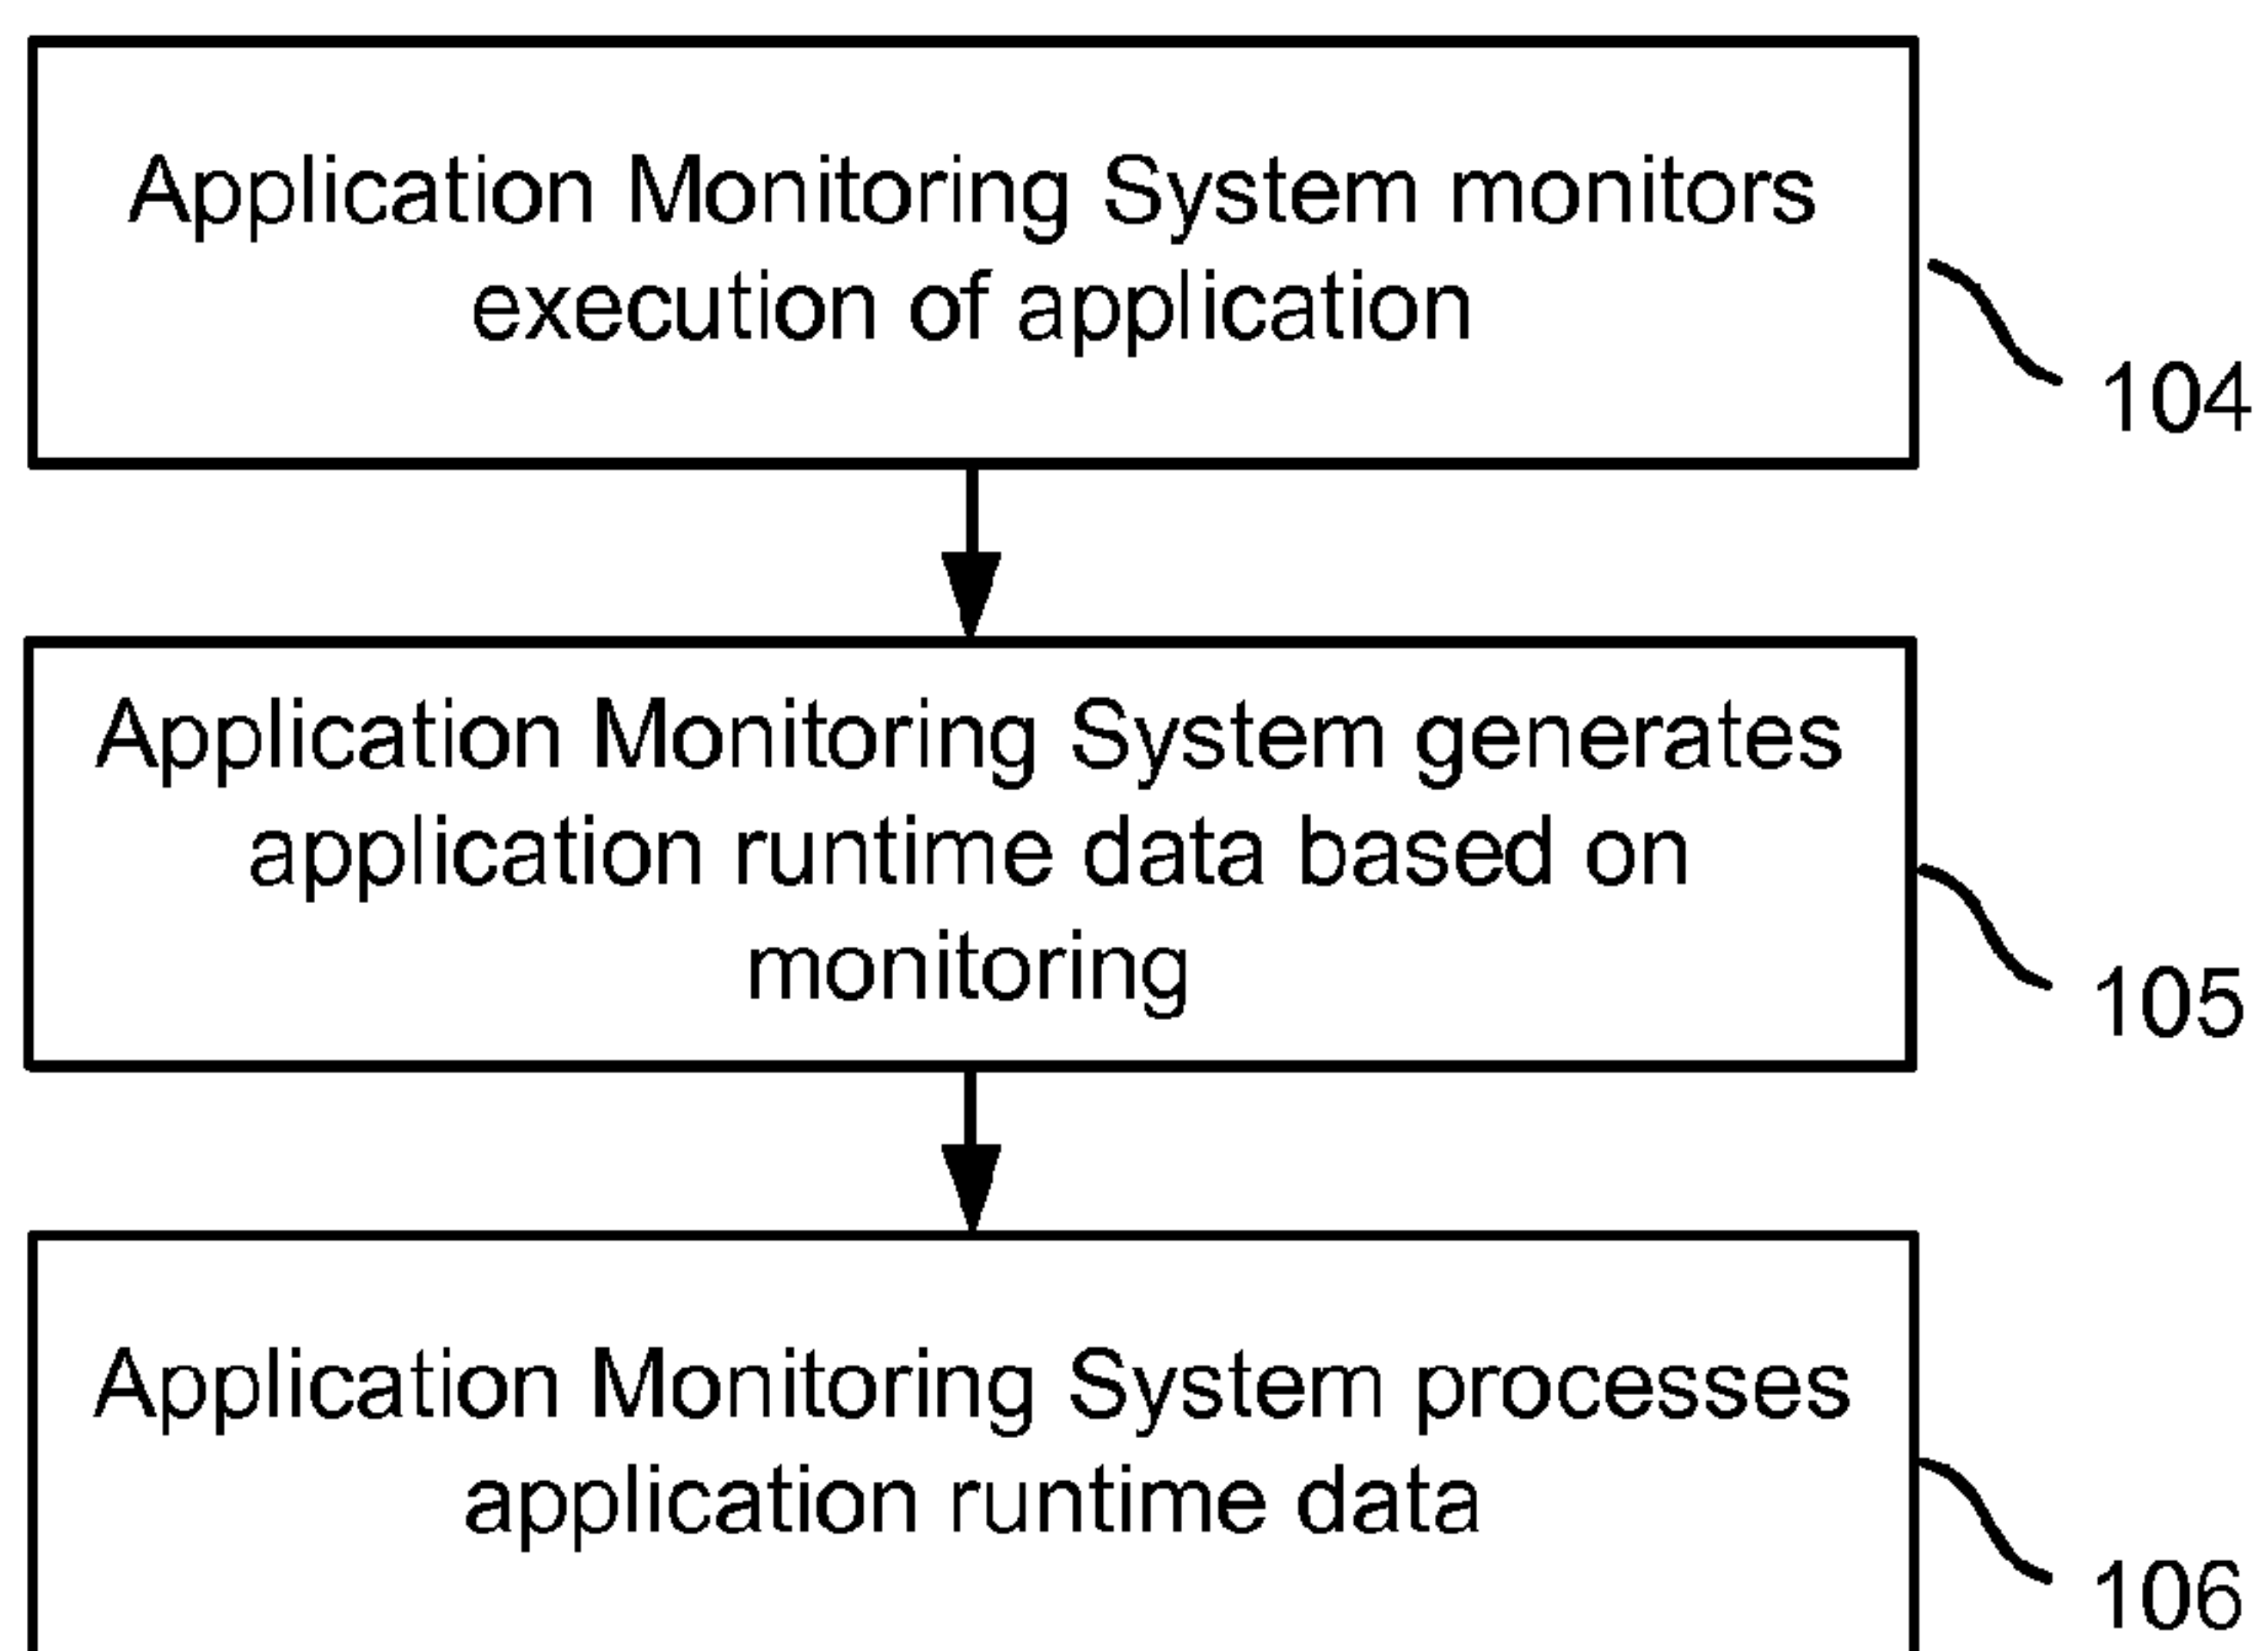 Application Monitoring System monitors
execution of application
104
Application Monitoring System generates
application runtime data based on
monitoring
105
Application Monitoring System processes
application runtime data
106